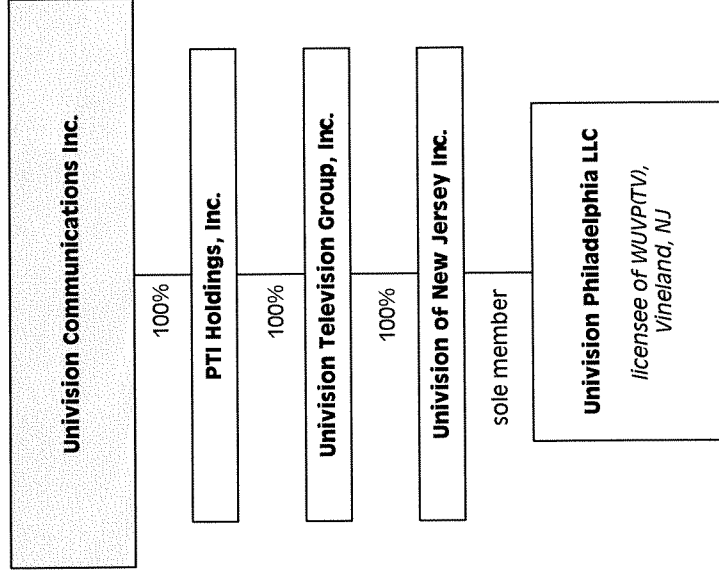 Univision Communications Inc.
100%
PTI Holdings, Inc.
100%
Univision Television Group, Inc.
100%
Univision of New Jersey Inc.
sole member
Univision Philadelphia LLC
licensee of WUVP(TV),
Vineland, NJ